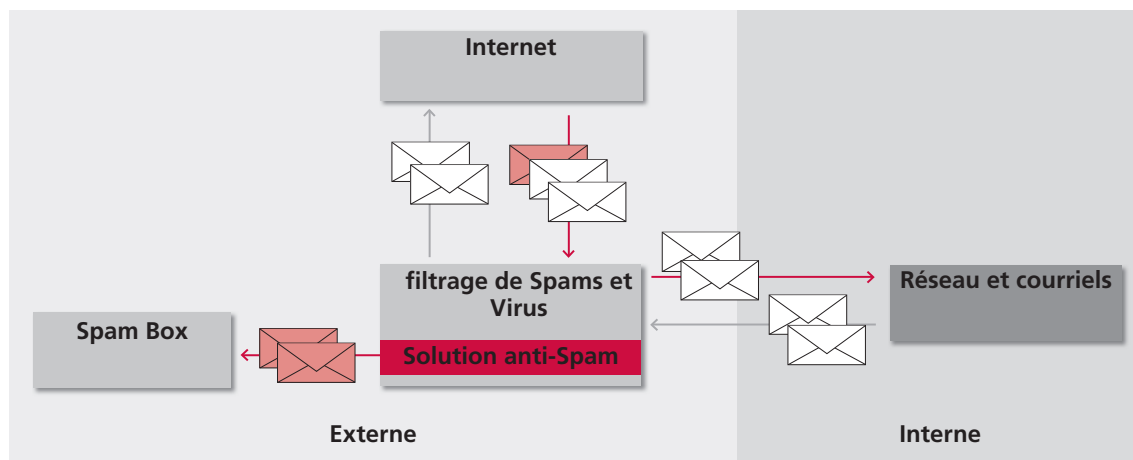 Internet
filtrage de Spams et
Virus
Réseau et courriels
Spam Box
Solution anti-Spam
Externe
Interne